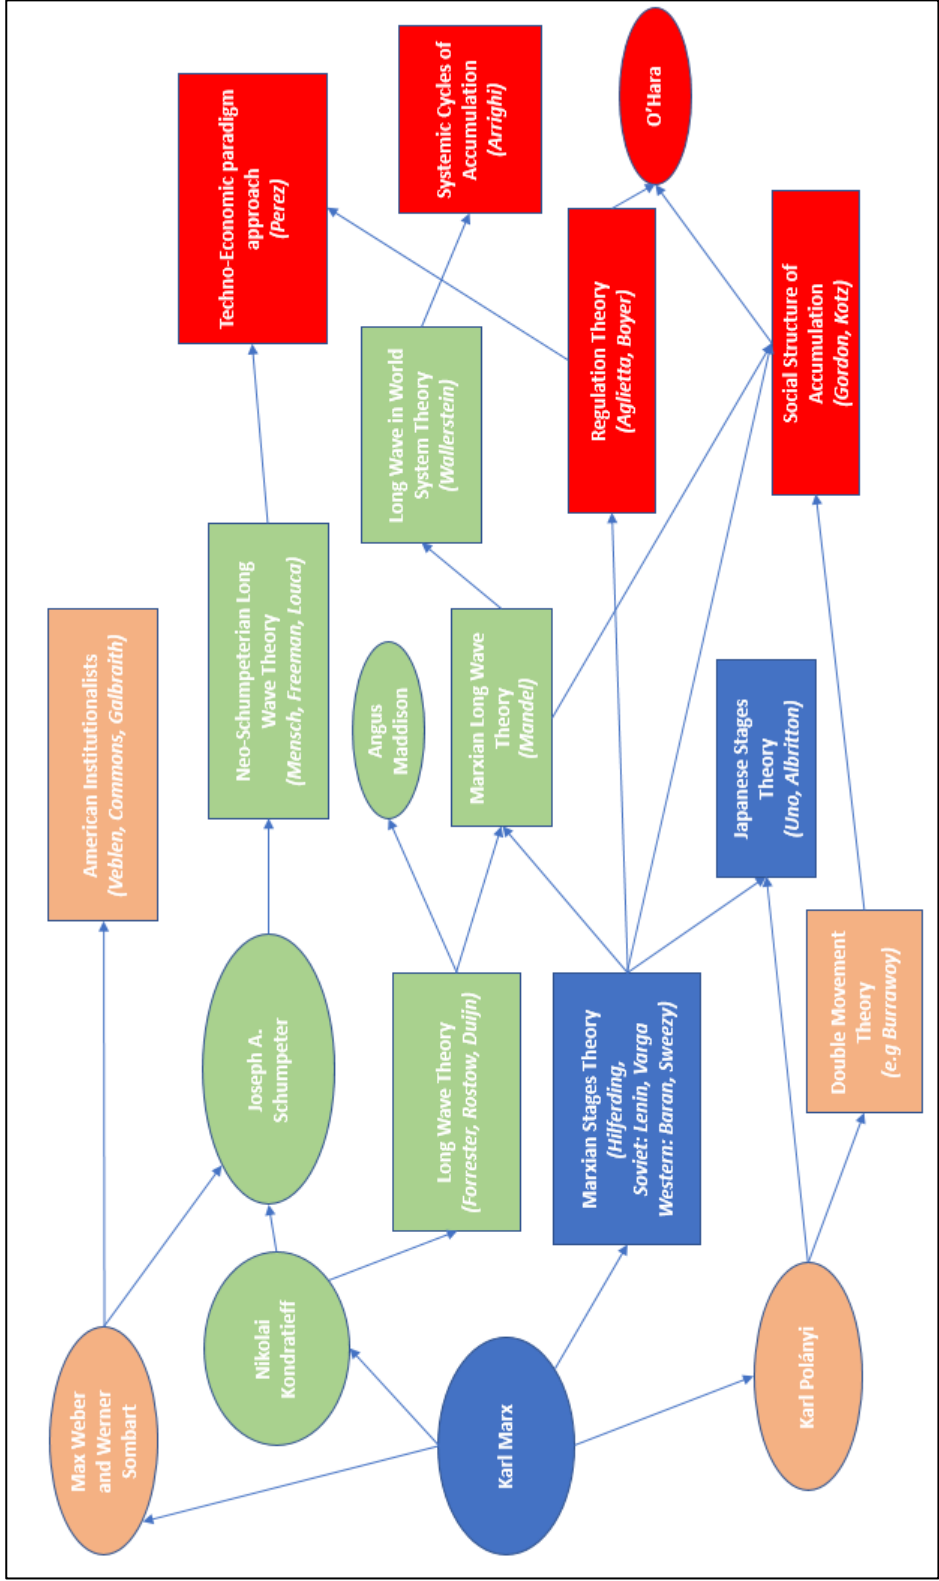 Max Weber
and Werner
Sombart
American Institutionalists
(Veblen, Commons, Galbraith)
Nikolai
Kondratieff
Joseph A.
Schumpeter
Neo-Schumpeterian Long
Wave Theory
(Mensch, Freeman, Louca)
Techno-Economic paradigm
approach
(Perez)
Angus
Maddison
Long Wave in World
System Theory
(Wallerstein)
Systemic Cycles of
Accumulation
(Arrighi)
Long Wave Theory
(Forrester, Rostow, Duijn)
Marxian Long Wave
Theory
(Mandel)
Karl Marx
Marxian Stages Theory
(Hilferding,
Soviet: Lenin, Varga
Western: Baran, Sweezy)
Regulation Theory
(Aglietta, Boyer)
O'Hara
Japanese Stages
Theory
(Uno, Albritton)
Karl Polányi
Double Movement
Theory
(e.g Burrawoy)
Social Structure of
Accumulation
(Gordon, Kotz)